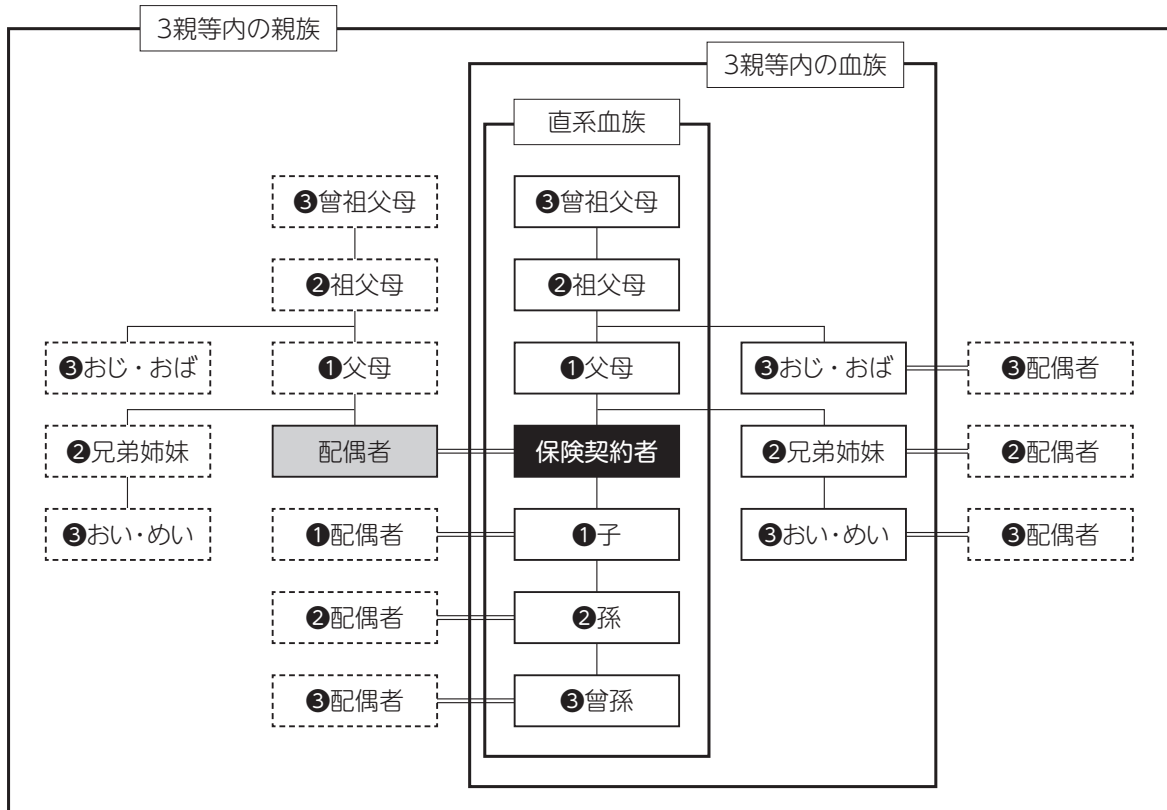 3親等内の親族
3親等内の血族
直系血族
❸曾祖父母
❸曾祖父母
❷祖父母
❷祖父母
❸おじ・おば
❶父母
❶父母
❸おじ・おば
❸配偶者
❷兄弟姉妹
配偶者
保険契約者
❷兄弟姉妹
❷配偶者
❸おい・めい
❶配偶者
❶子
❸おい・めい
❸配偶者
❷配偶者
❷孫
❸配偶者
❸曾孫